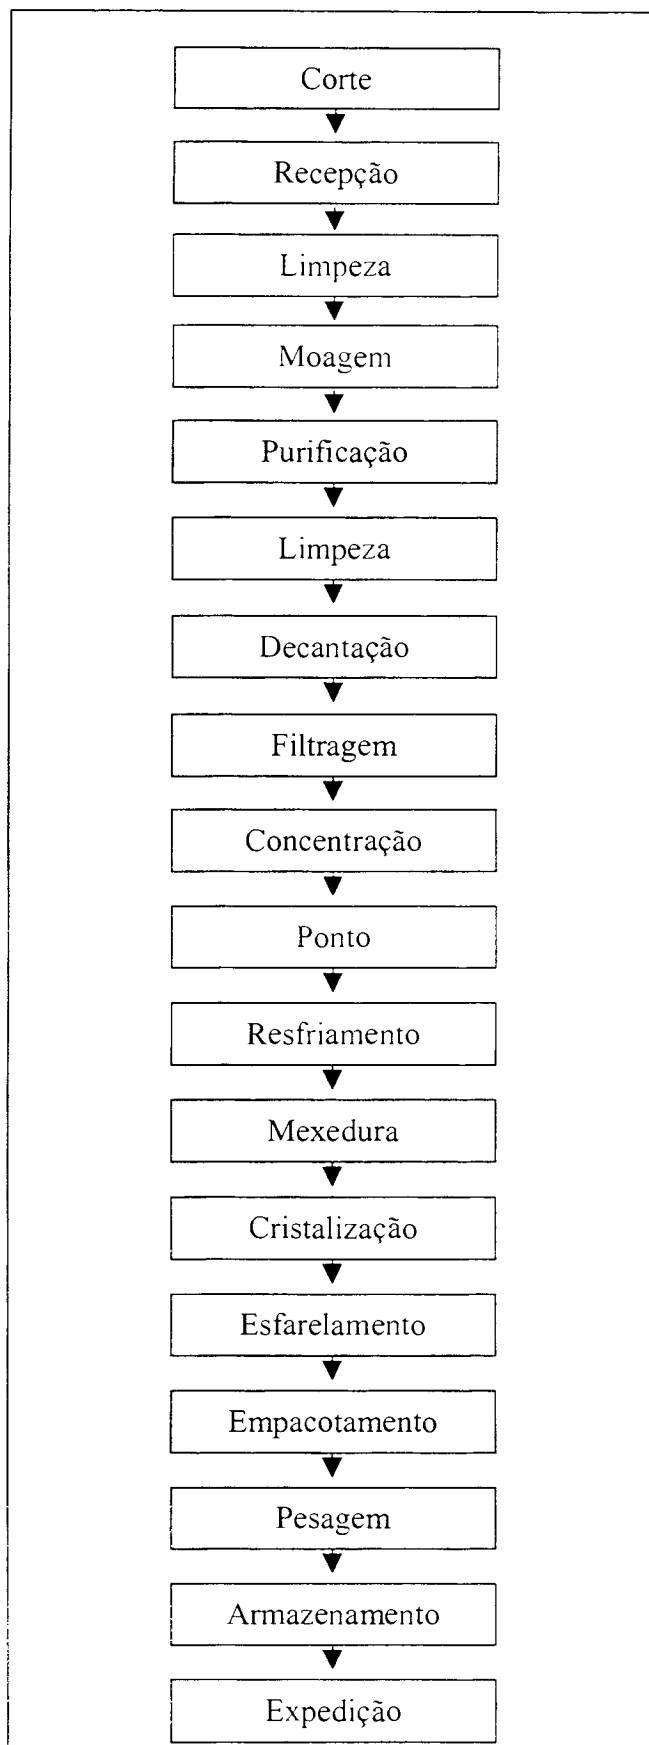 Corte
Recepção
Limpeza
Moagem
Purificação
Limpeza
Decantação
Filtragem
Concentração
Ponto
Resfriamento
Mexedura
Cristalização
Esfarelamento
Empacotamento
Pesagem
Armazenamento
Expedição